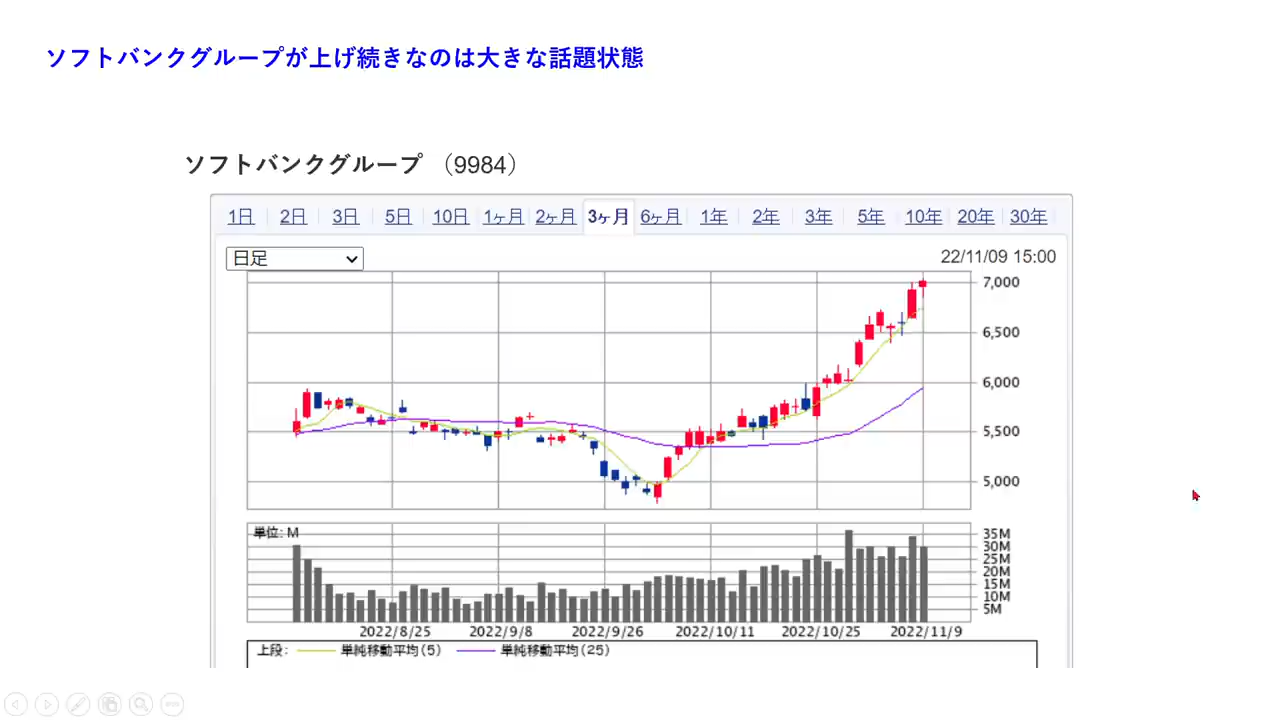 ソフトバンクグループが上げ続きなのは大きな話題状態
ソフトバンクグループ （9984）
1日 2日 3日 5日 10日 1ヶ月 2ヶ月 3ヶ月 6ヶ月 1年 2年 3年 5年 10年 20年 30年
日足 22/11/09 15:00
7,000
6,500
6,000
5,500
5,000
単位: M
35M
30M
25M
20M
15M
10M
5M
2022/8/25 2022/9/8 2022/9/26 2022/10/11 2022/10/25 2022/11/9
上段: 単純移動平均(5) 単純移動平均(25)